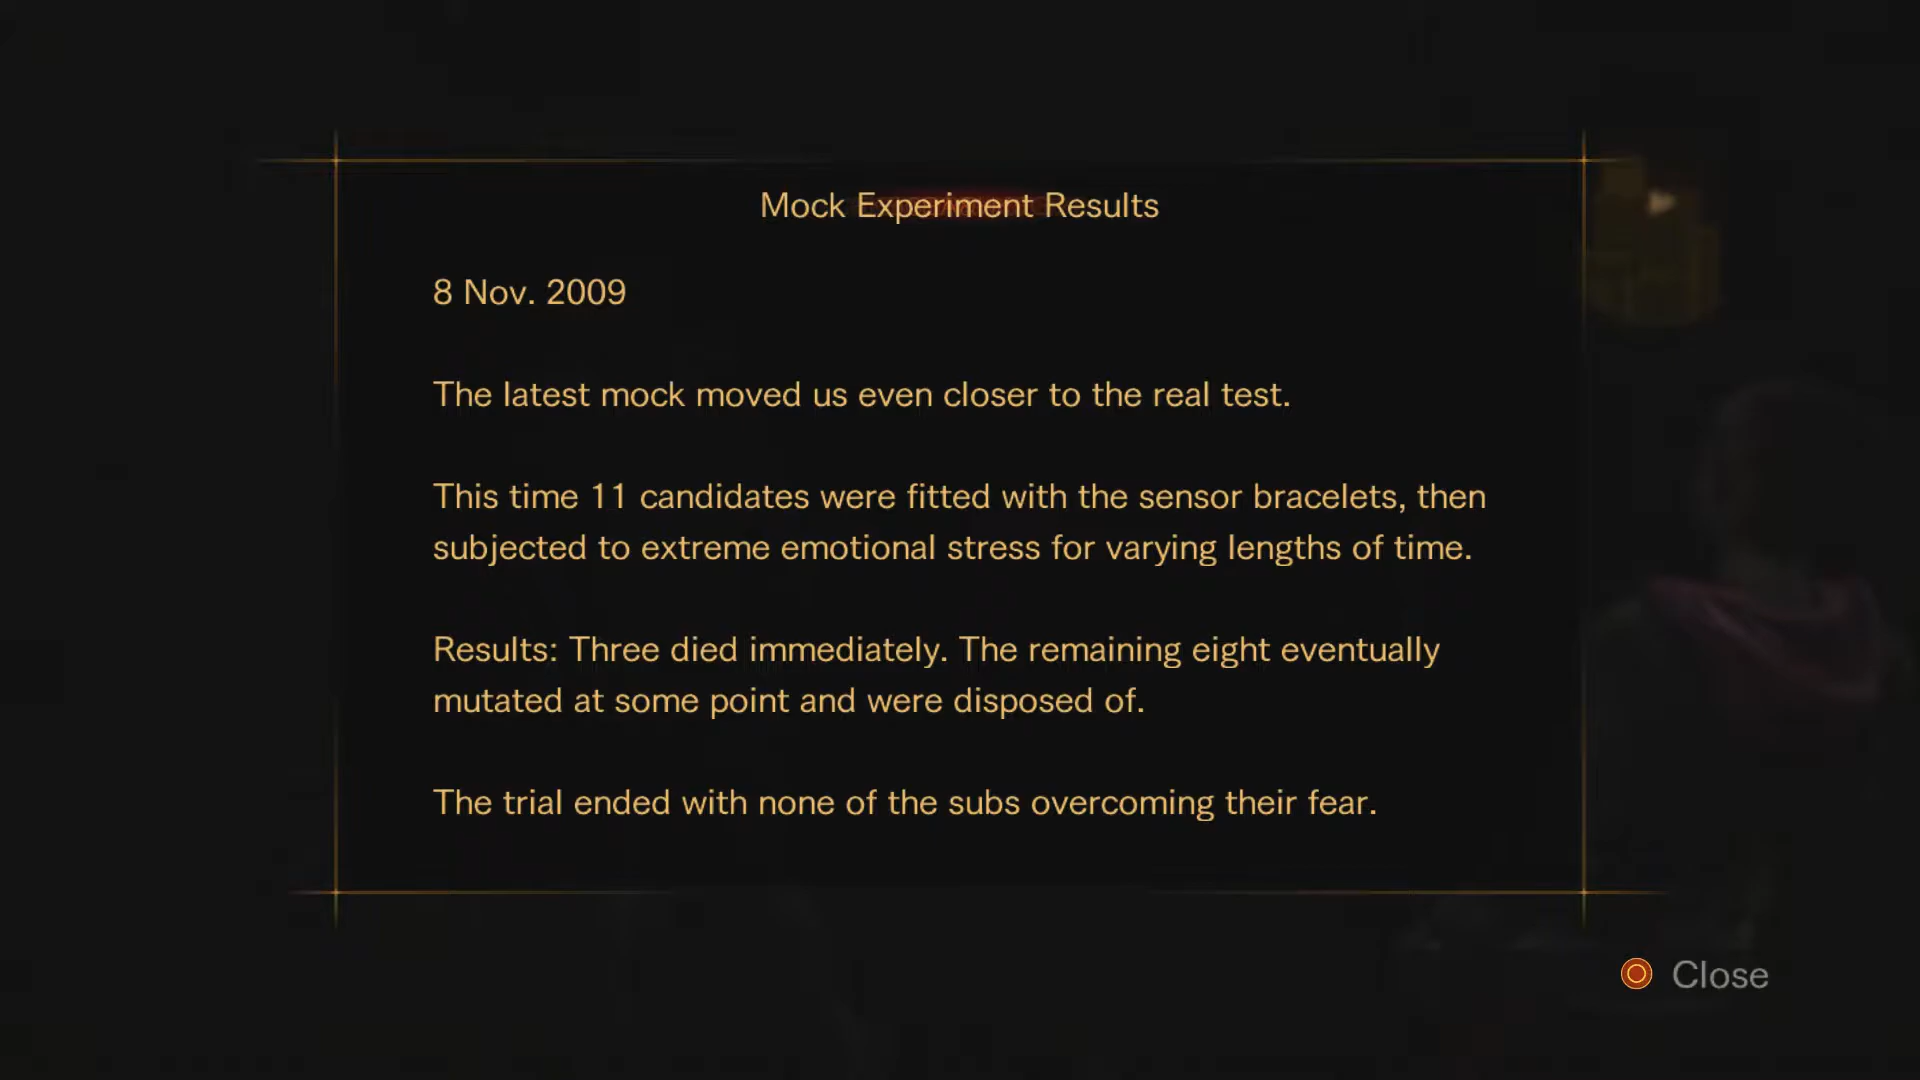 Mock Experiment Results
8 Nov. 2009
The latest mock moved us even closer to the real test.
This time 11 candidates were fitted with the sensor bracelets, then
subjected to extreme emotional stress for varying lengths of time.
Results: Three died immediately. The remaining eight eventually
mutated at some point and were disposed of.
The trial ended with none of the subs overcoming their fear.
Close